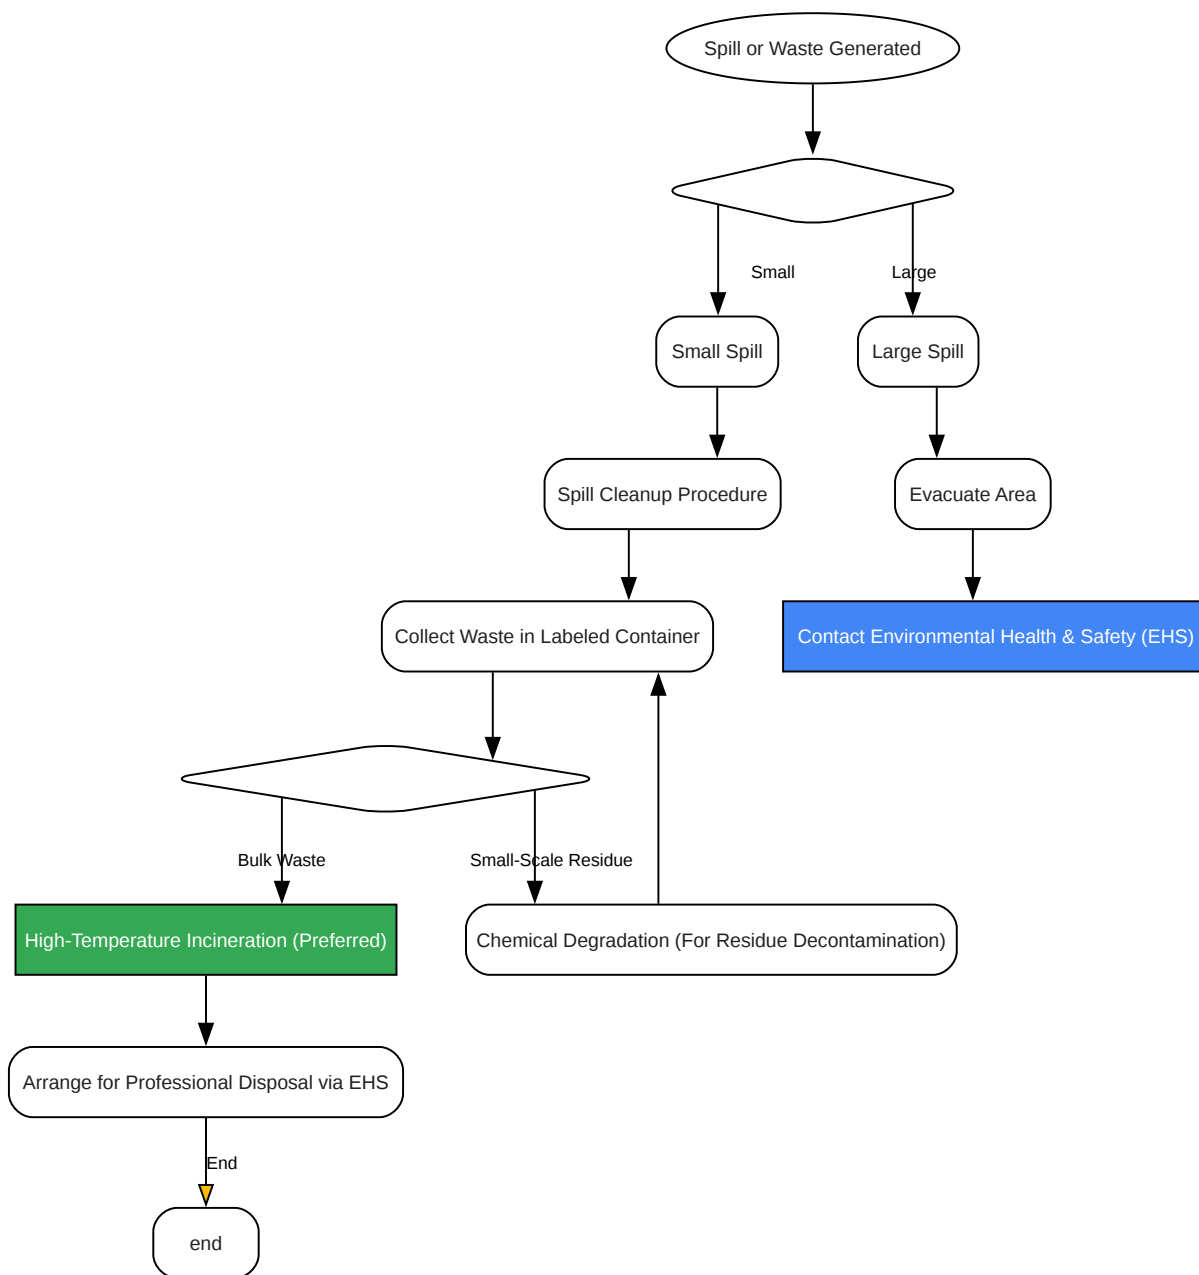 Spill or Waste Generated
Small
Large
Small Spill
Large Spill
Spill Cleanup Procedure
Evacuate Area
Collect Waste in Labeled Container
Contact Environmental Health & Safety (EHS)
Bulk Waste
Small-Scale Residue
High-Temperature Incineration (Preferred)
Chemical Degradation (For Residue Decontamination)
Arrange for Professional Disposal via EHS
End
end